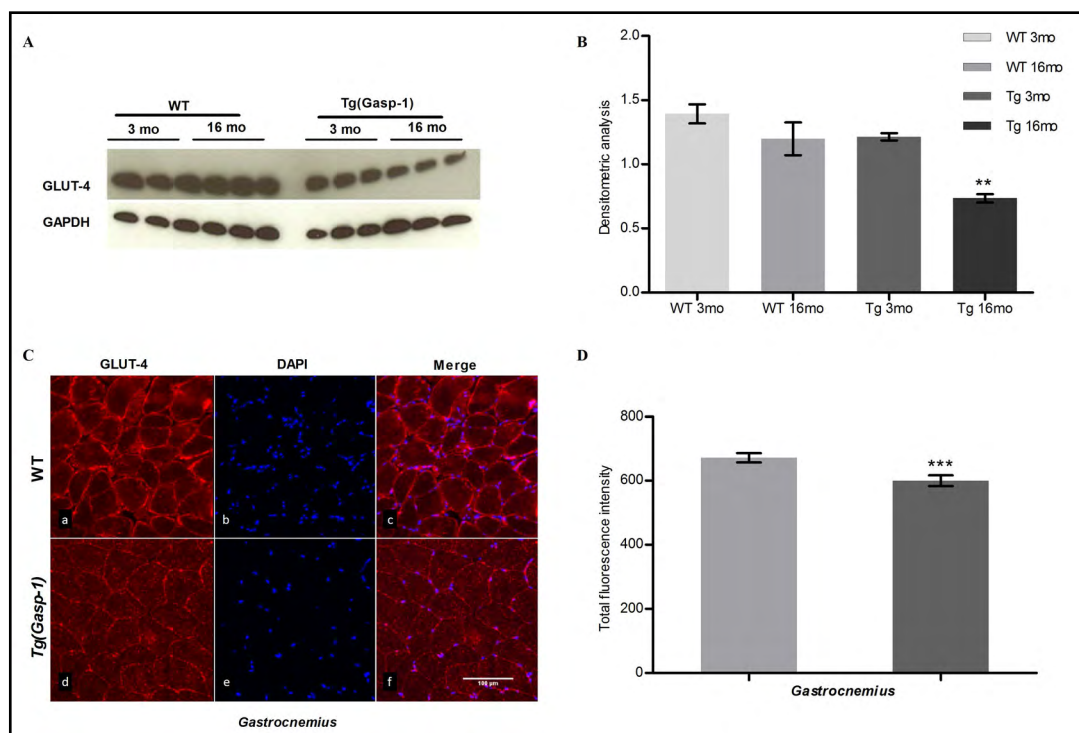 A
WT
Tg(Gasp-1)
3 mo
16 mo
3 mo
16 mo
GLUT-4
GAPDH
B
Densitometric analysis
2.0
1.5
1.0
0.5
0.0
WT 3mo
WT 16mo
Tg 3mo
Tg 16mo
**
WT 3mo
WT 16mo
Tg 3mo
Tg 16mo
C
GLUT-4
DAPI
Merge
WT
a
b
c
Tg(Gasp-1)
d
e
f
100 µm
Gastrocnemius
D
Total fluorescence intensity
800
600
400
200
0
***
Gastrocnemius